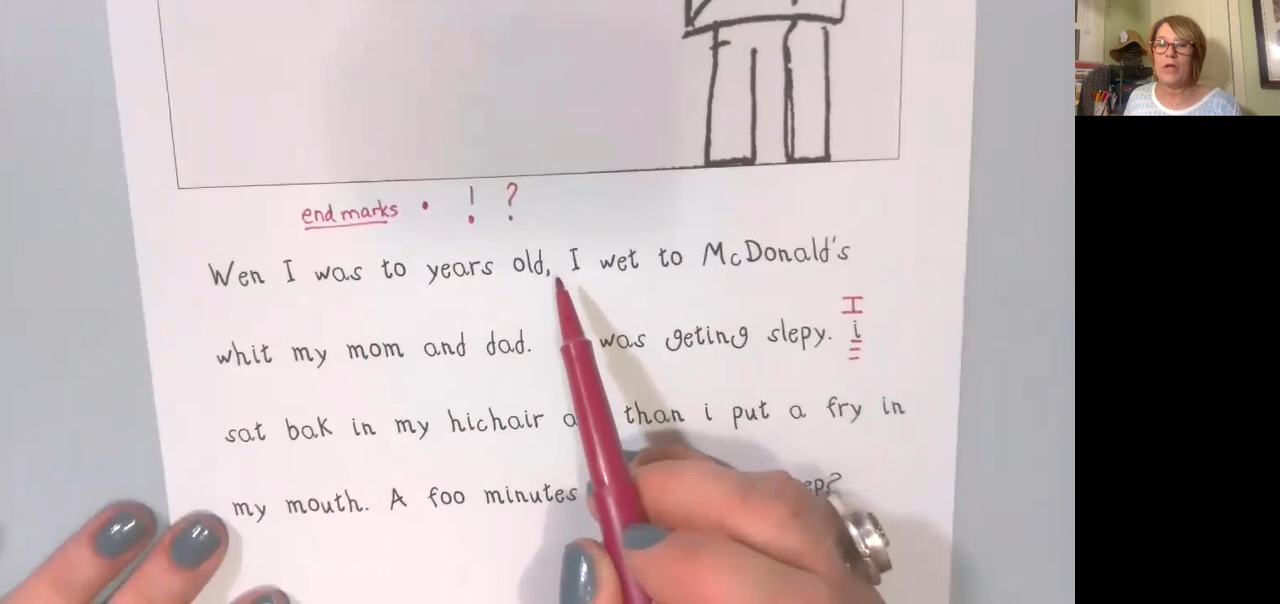 end marks . ! ?
Wen I was to years old, I wet to McDonald's
I
whit my mom and dad. was geting slepy. i
sat bak in my hichair than i put a fry in
my mouth. A foo minutes